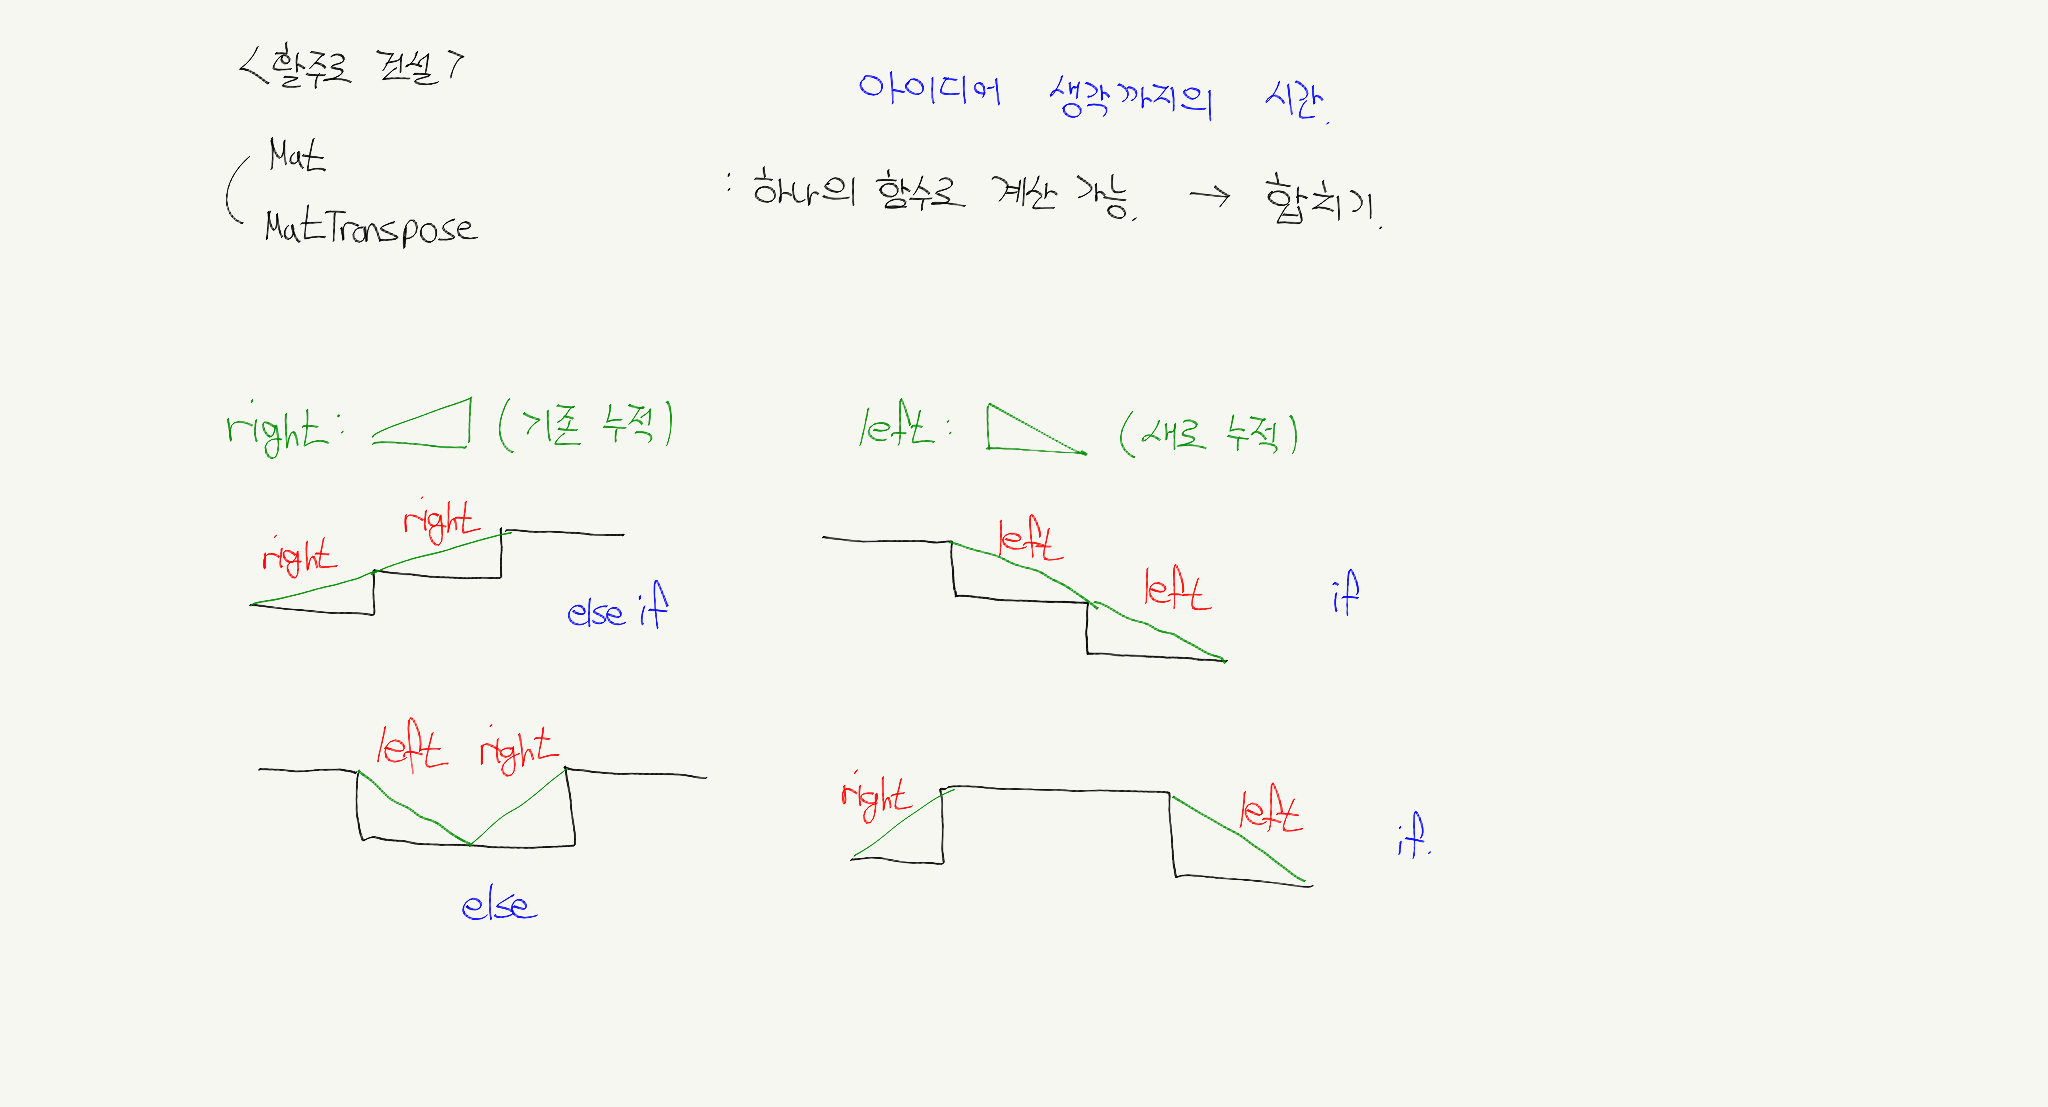 <활주로 건설>
아이디어 생각까지의 시간.
Mat
MatTranspose
: 하나의 함수로 계산 가능. → 합치기.
right: (기존 누적)
left: (새로 누적)
right right
else if
left left
if
left right
else
right left
if.